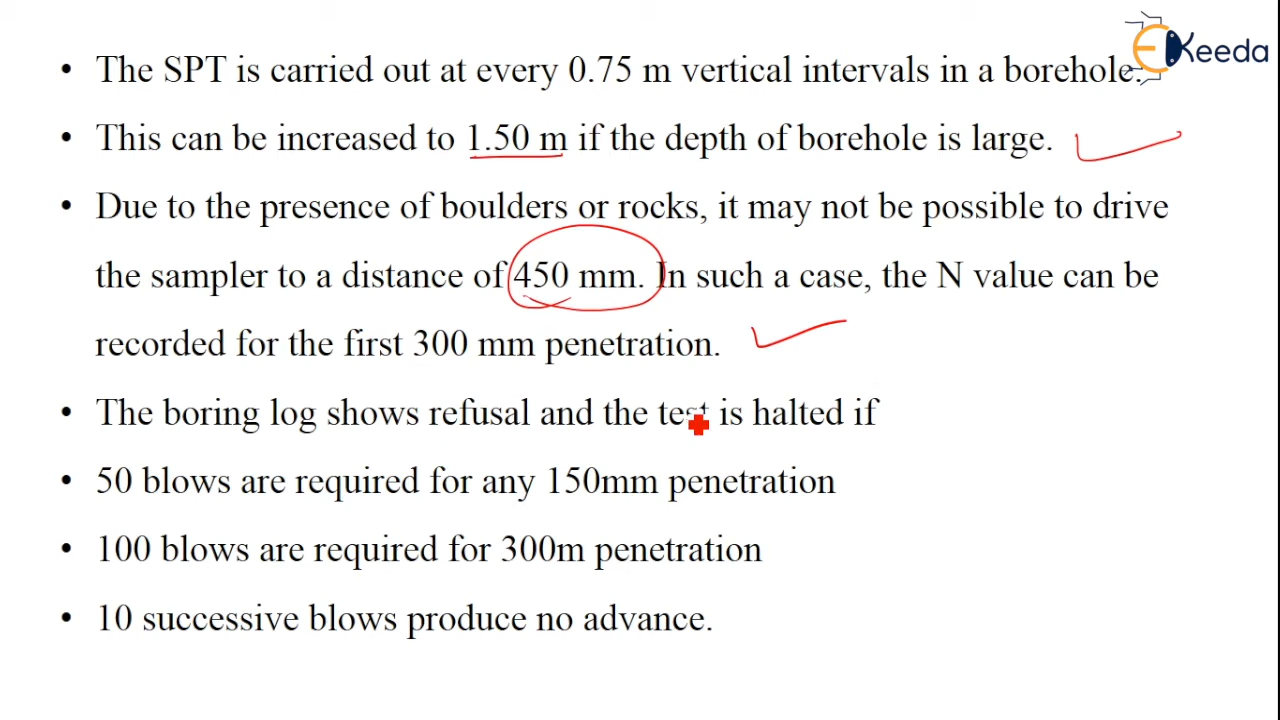 EKeeda
• The SPT is carried out at every 0.75 m vertical intervals in a borehole.
• This can be increased to 1.50 m if the depth of borehole is large.
• Due to the presence of boulders or rocks, it may not be possible to drive
the sampler to a distance of 450 mm. In such a case, the N value can be
recorded for the first 300 mm penetration.
• The boring log shows refusal and the test is halted if
• 50 blows are required for any 150mm penetration
• 100 blows are required for 300m penetration
• 10 successive blows produce no advance.